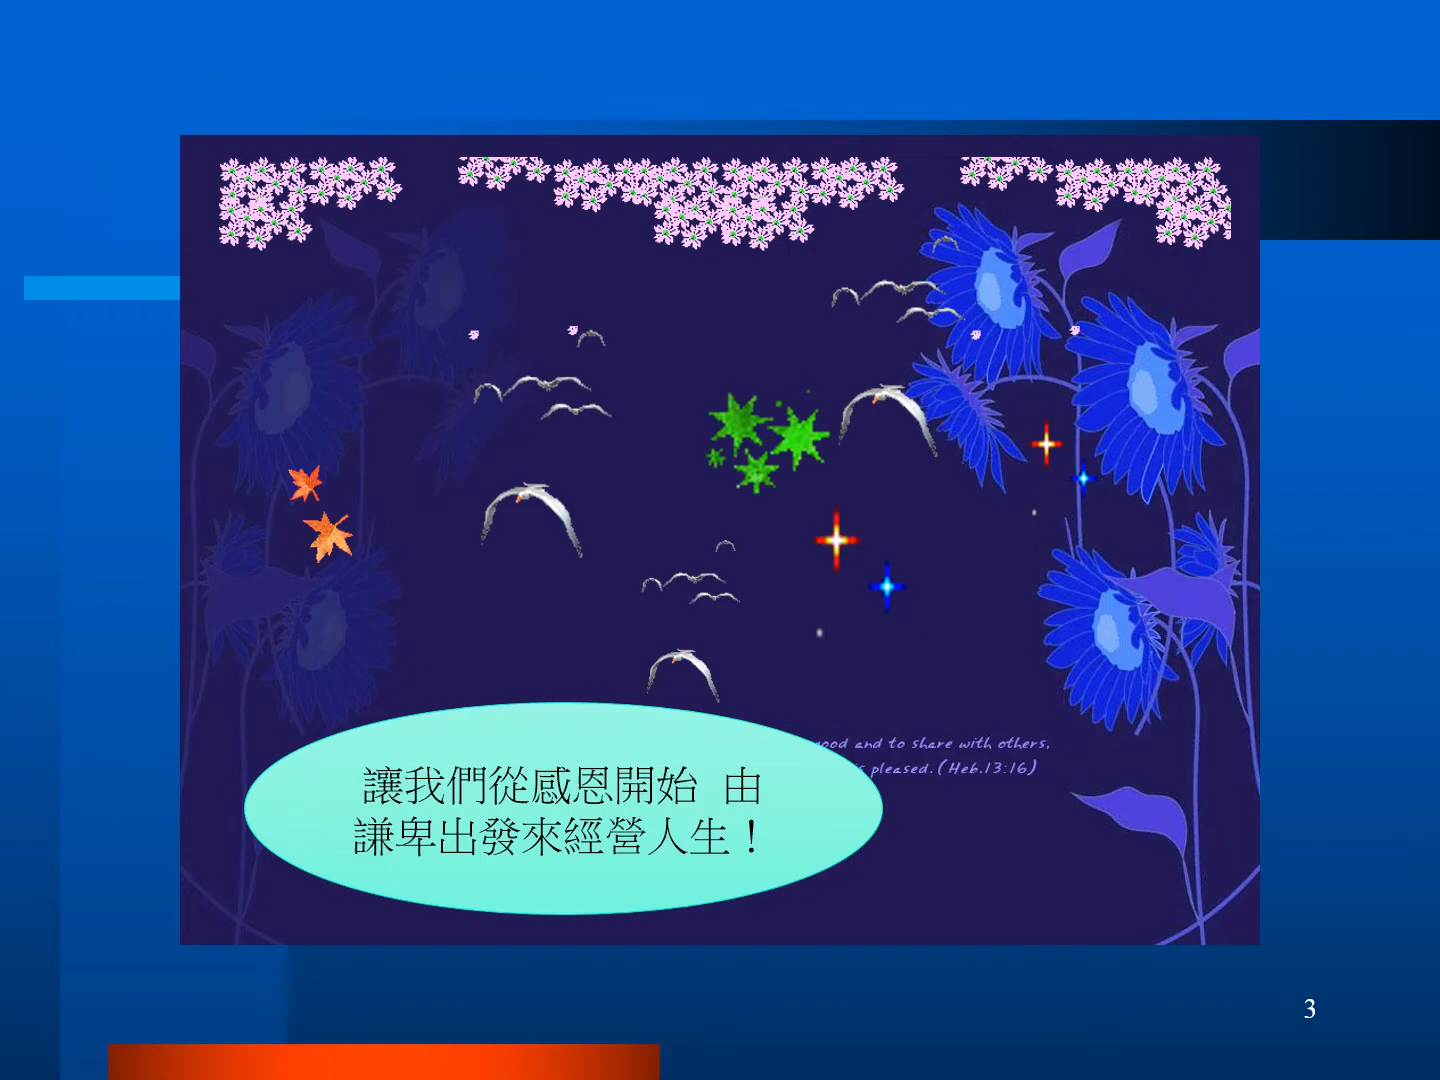 good and to share with others,
pleased. (Heb.13:16)
讓我們從感恩開始 由
謙卑出發來經營人生！
3